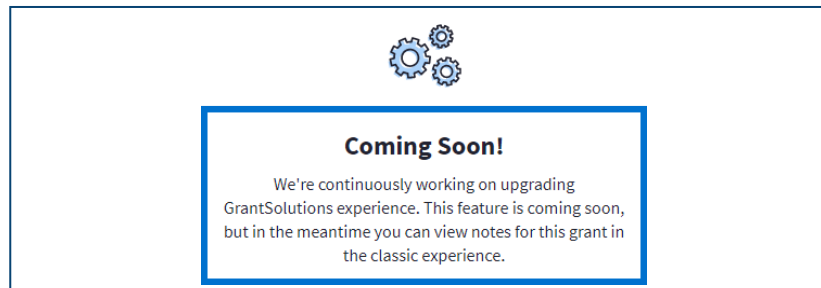 Coming Soon!
We're continuously working on upgrading
GrantSolutions experience. This feature is coming soon,
but in the meantime you can view notes for this grant in
the classic experience.